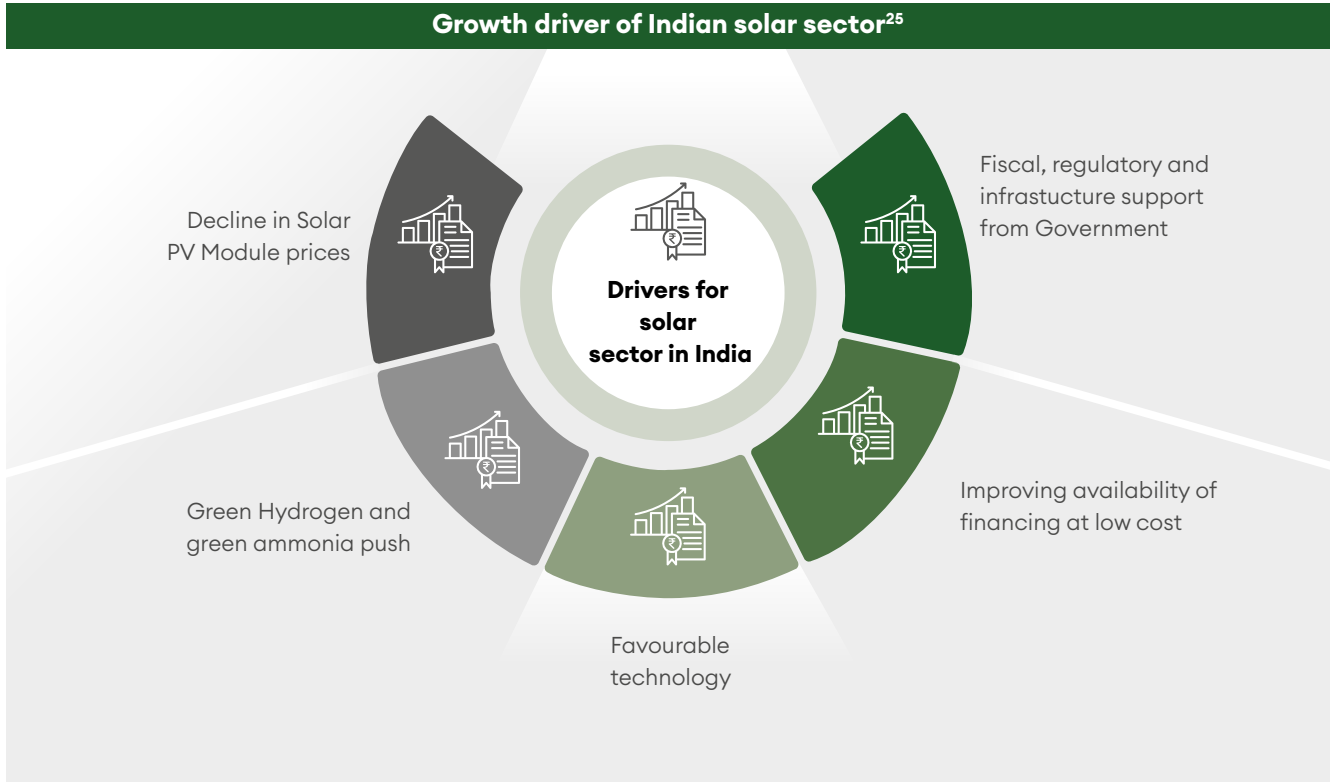 Growth driver of Indian solar sector25
Decline in Solar
PV Module prices
₹
₹
₹
Drivers for
solar
sector in India
Fiscal, regulatory and
infrastucture support
from Government
Green Hydrogen and
green ammonia push
₹
₹
Improving availability of
financing at low cost
₹
Favourable
technology